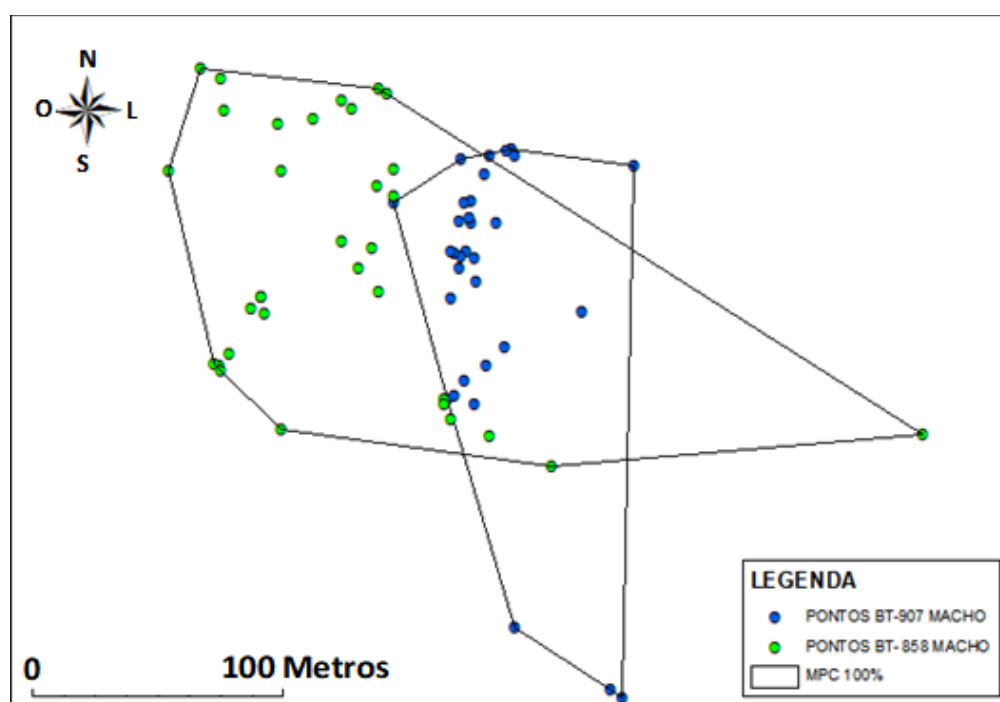 N
O L
S
LEGENDA
PONTOS BT-907 MACHO
PONTOS BT- 858 MACHO
MPC 100%
0 100 Metros